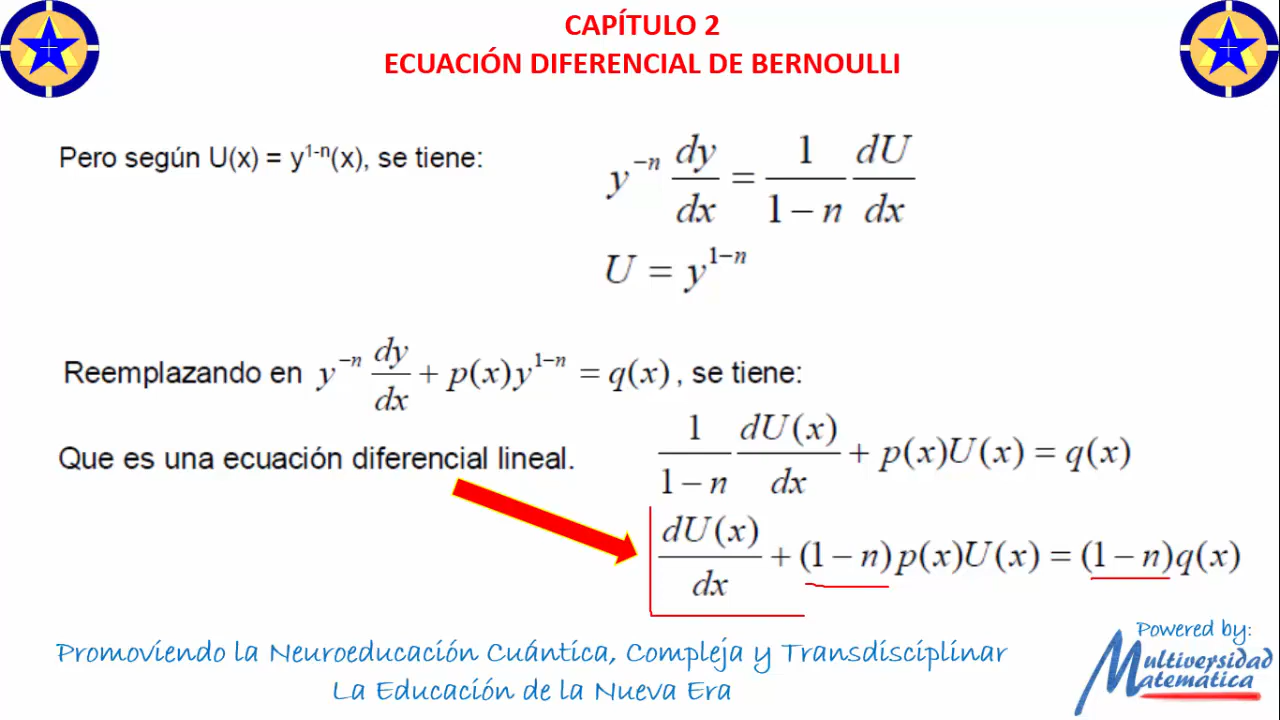 CAPÍTULO 2
ECUACIÓN DIFERENCIAL DE BERNOULLI
Pero según U(x) = y¹⁻ⁿ(x), se tiene:
y⁻ⁿ dy/dx = 1/(1 − n) dU/dx
U = y¹⁻ⁿ
Reemplazando en y⁻ⁿ dy/dx + p(x)y¹⁻ⁿ = q(x), se tiene:
Que es una ecuación diferencial lineal.
1/(1 − n) dU(x)/dx + p(x)U(x) = q(x)
dU(x)/dx + (1 − n)p(x)U(x) = (1 − n)q(x)
Promoviendo la Neuroeducación Cuántica, Compleja y Transdisciplinar
La Educación de la Nueva Era
Powered by:
Multiversidad
Matemática